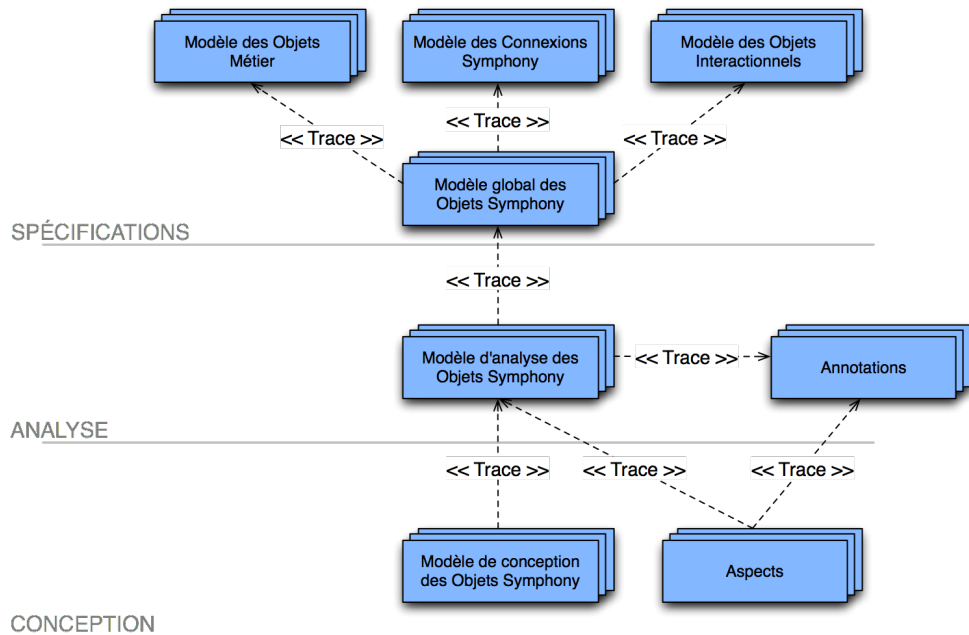 Modèle des Objets
Métier
Modèle des Connexions
Symphony
Modèle des Objets
Interactionnels
<< Trace >>
<< Trace >>
<< Trace >>
Modèle global des
Objets Symphony
SPÉCIFICATIONS
<< Trace >>
Modèle d'analyse des
Objets Symphony
<< Trace >>
Annotations
ANALYSE
<< Trace >>
<< Trace >>
<< Trace >>
Modèle de conception
des Objets Symphony
Aspects
CONCEPTION